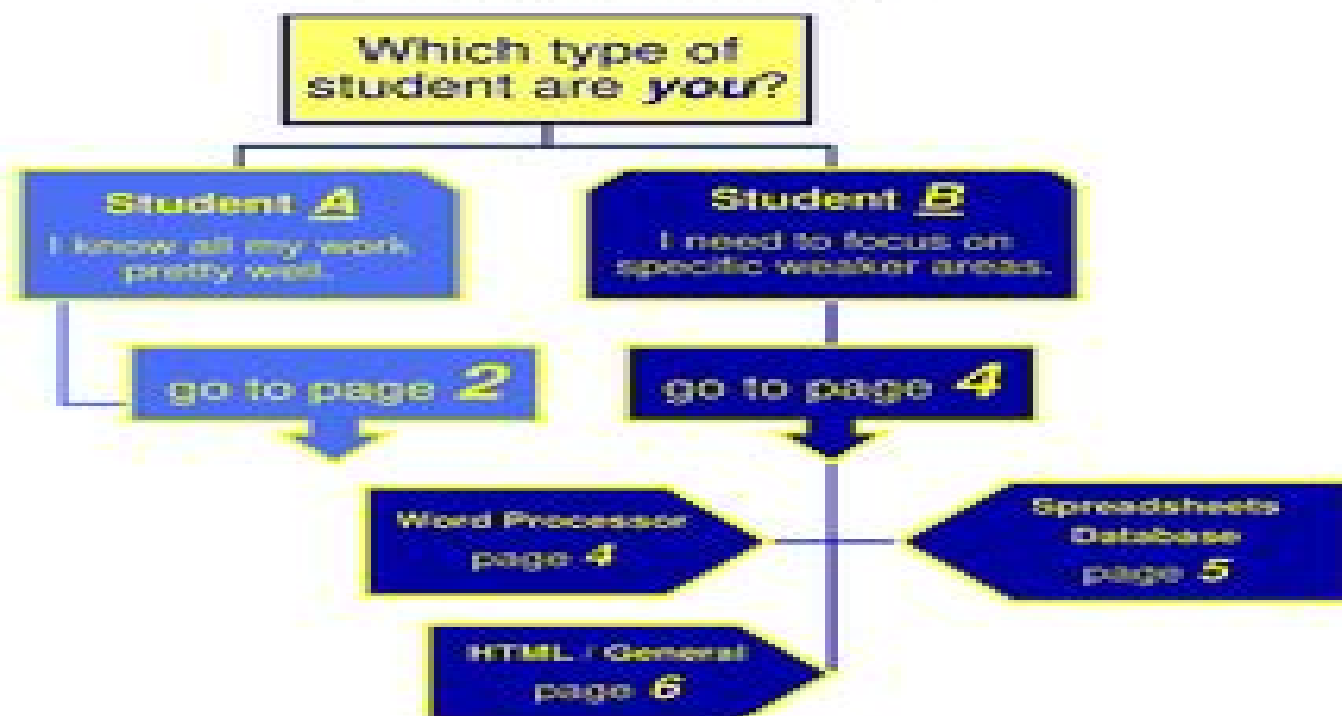 Which type of
student are you?
Student A
I know all my work
pretty well.
Student B
I need to focus on
specific weaker areas.
go to page 2
go to page 4
Word Processor
page 4
Spreadsheets
Database
page 5
HTML / General
page 6